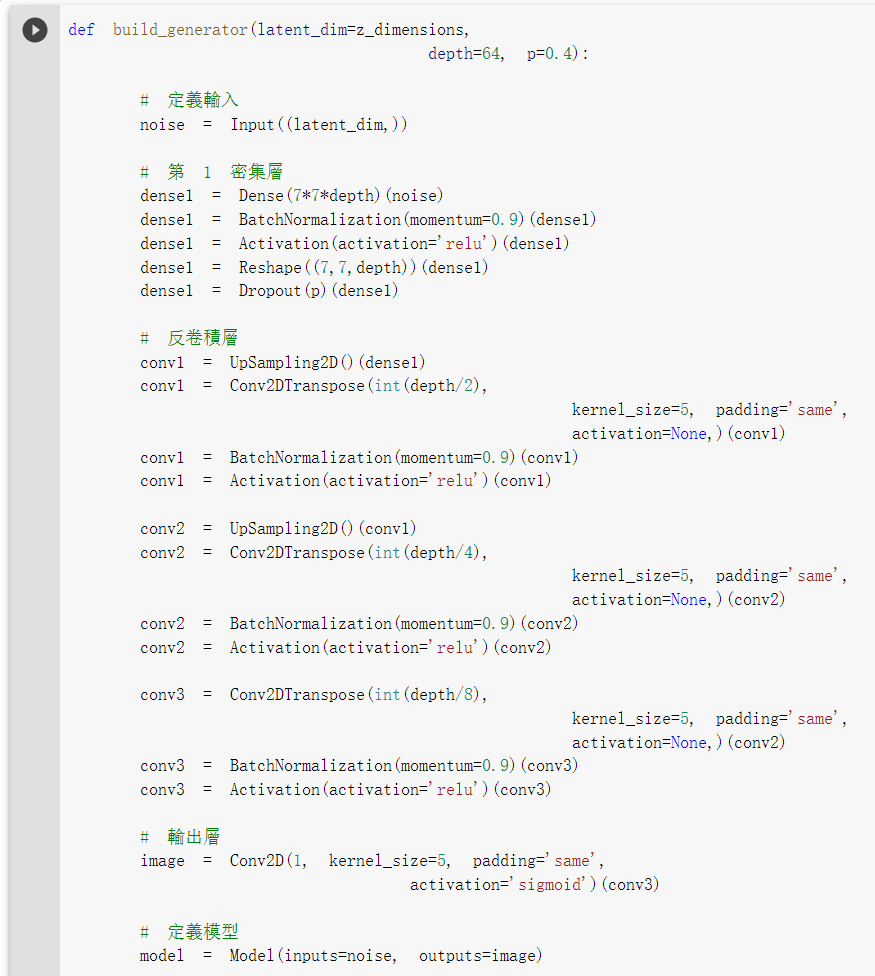 def build_generator(latent_dim=z_dimensions,
depth=64, p=0.4):
# 定義輸入
noise = Input((latent_dim,))
# 第 1 密集層
dense1 = Dense(7*7*depth)(noise)
dense1 = BatchNormalization(momentum=0.9)(dense1)
dense1 = Activation(activation='relu')(dense1)
dense1 = Reshape((7,7,depth))(dense1)
dense1 = Dropout(p)(dense1)
# 反卷積層
conv1 = UpSampling2D()(dense1)
conv1 = Conv2DTranspose(int(depth/2),
kernel_size=5, padding='same',
activation=None,)(conv1)
conv1 = BatchNormalization(momentum=0.9)(conv1)
conv1 = Activation(activation='relu')(conv1)
conv2 = UpSampling2D()(conv1)
conv2 = Conv2DTranspose(int(depth/4),
kernel_size=5, padding='same',
activation=None,)(conv2)
conv2 = BatchNormalization(momentum=0.9)(conv2)
conv2 = Activation(activation='relu')(conv2)
conv3 = Conv2DTranspose(int(depth/8),
kernel_size=5, padding='same',
activation=None,)(conv2)
conv3 = BatchNormalization(momentum=0.9)(conv3)
conv3 = Activation(activation='relu')(conv3)
# 輸出層
image = Conv2D(1, kernel_size=5, padding='same',
activation='sigmoid')(conv3)
# 定義模型
model = Model(inputs=noise, outputs=image)